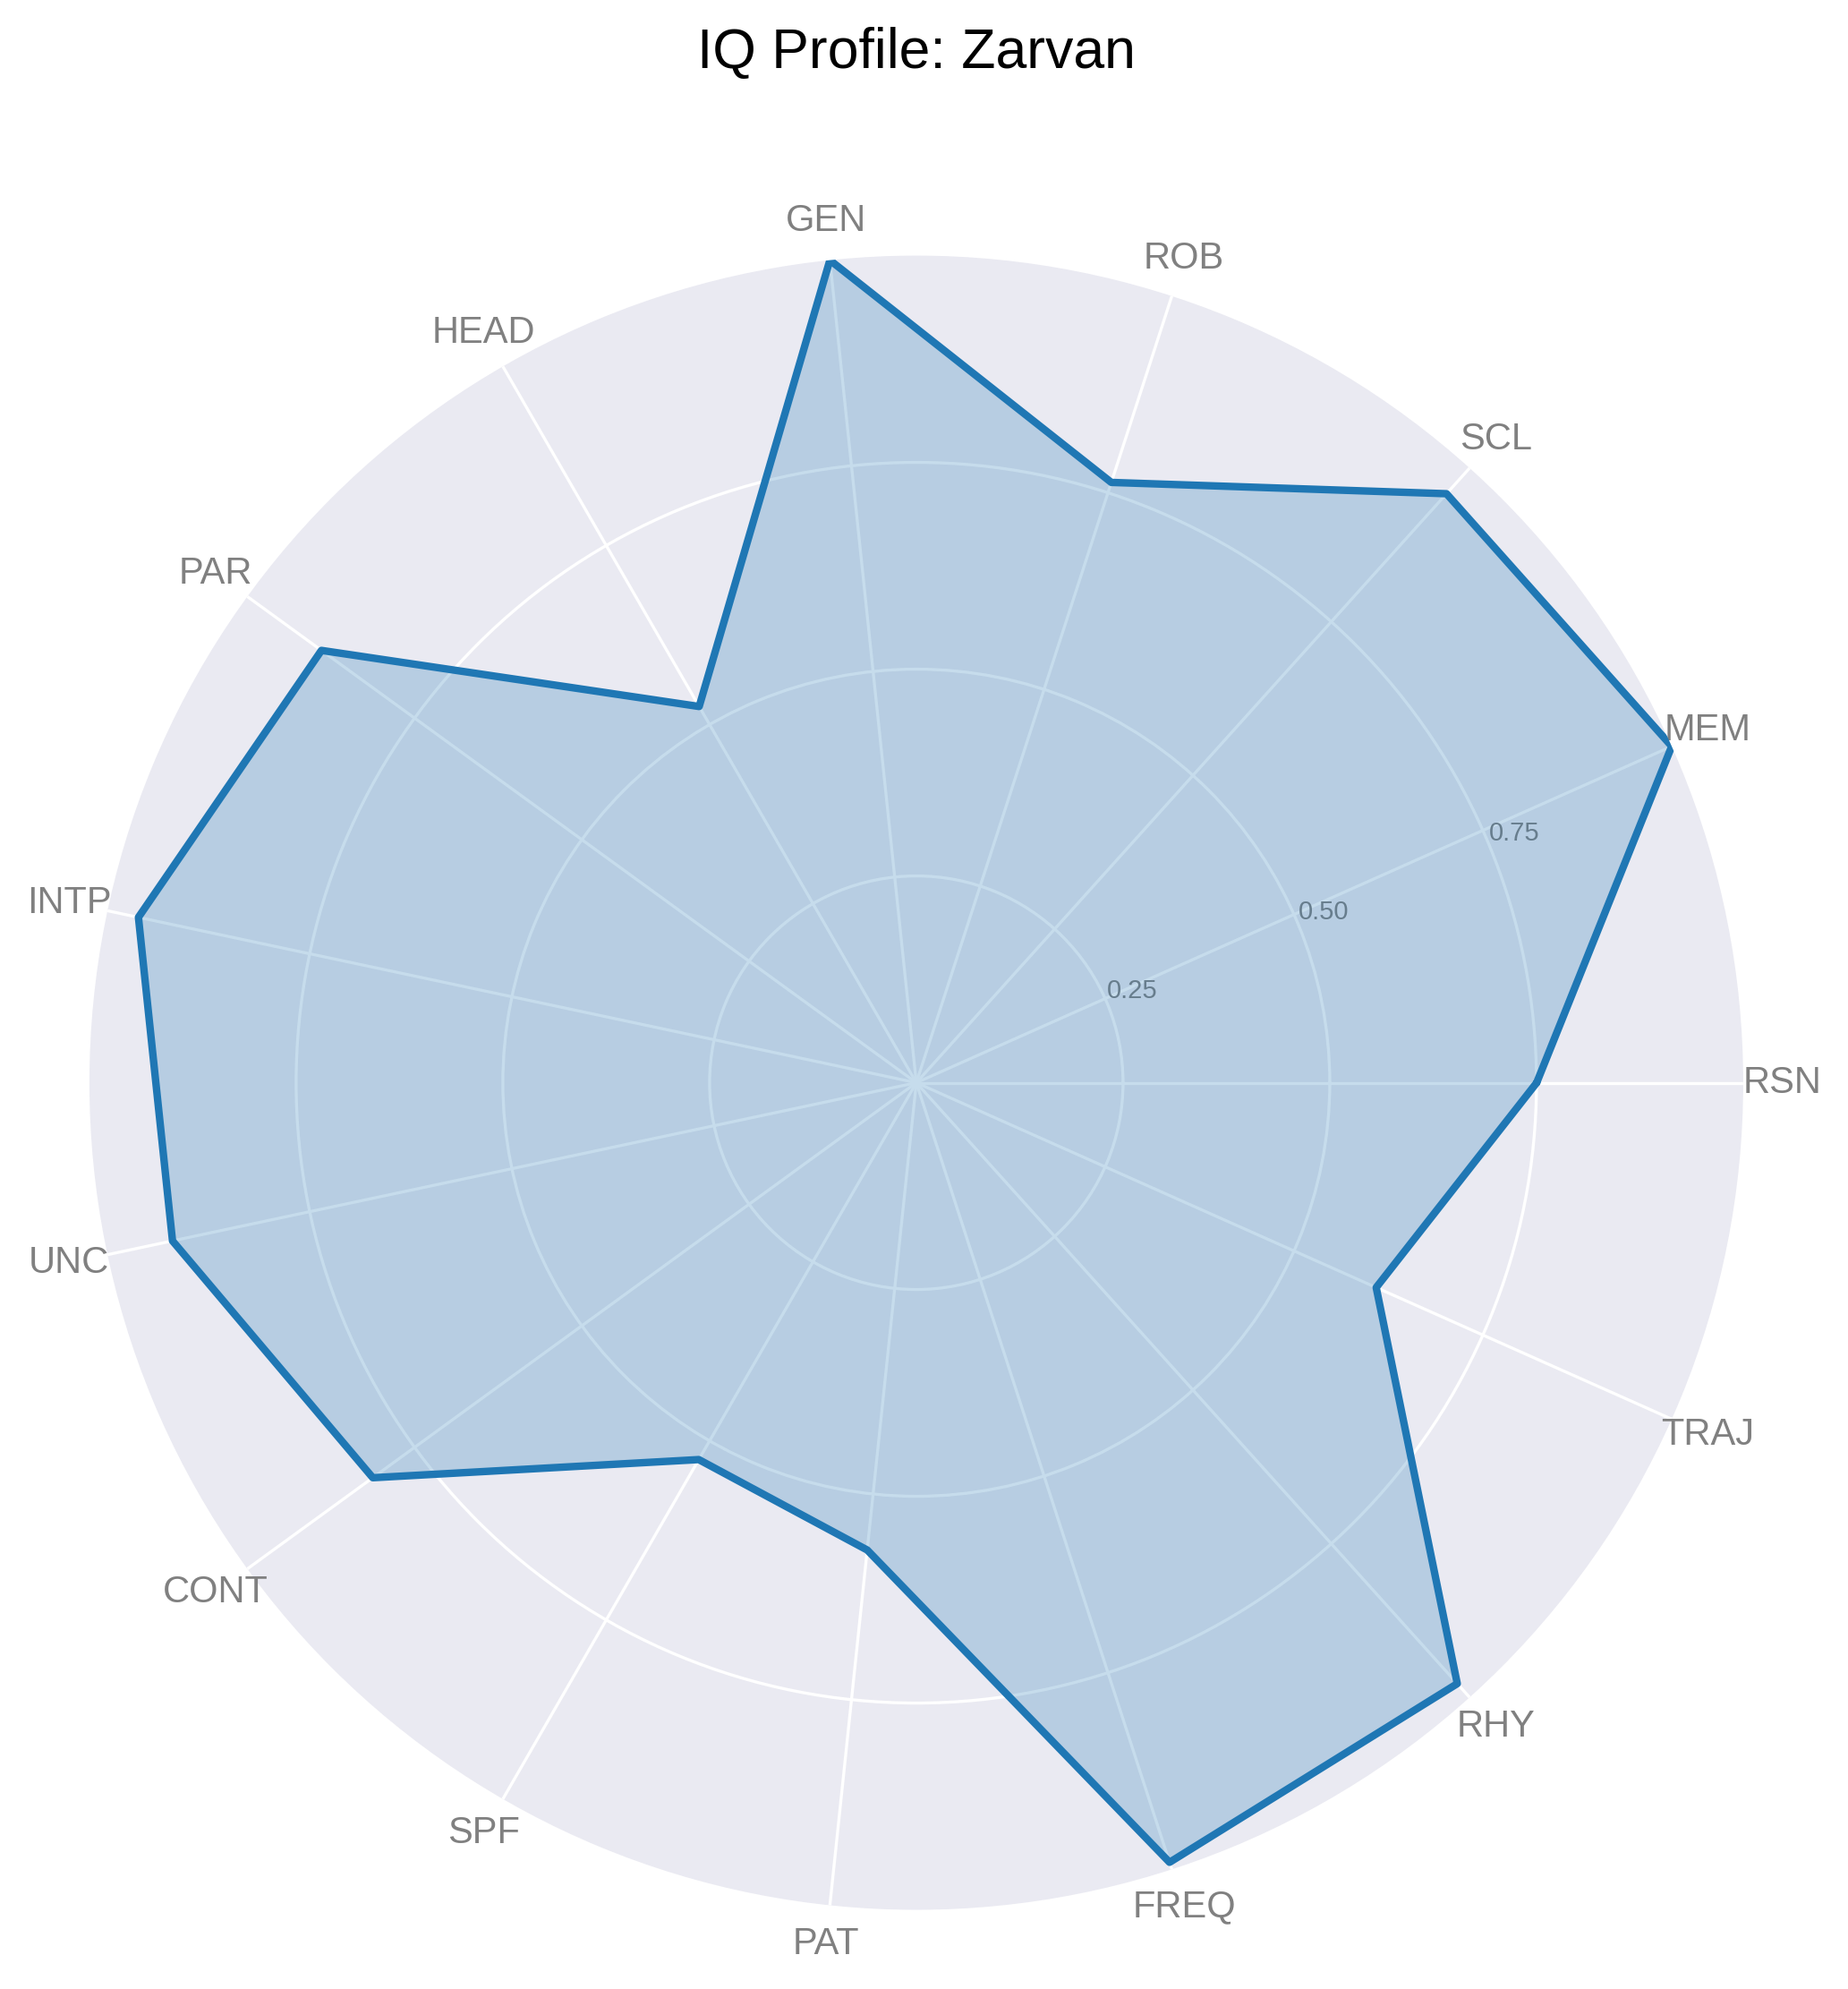 IQ Profile: Zarvan
GEN
ROB
HEAD
SCL
PAR
MEM
0.75
INTP
0.50
0.25
RSN
UNC
TRAJ
CONT
RHY
SPF
FREQ
PAT